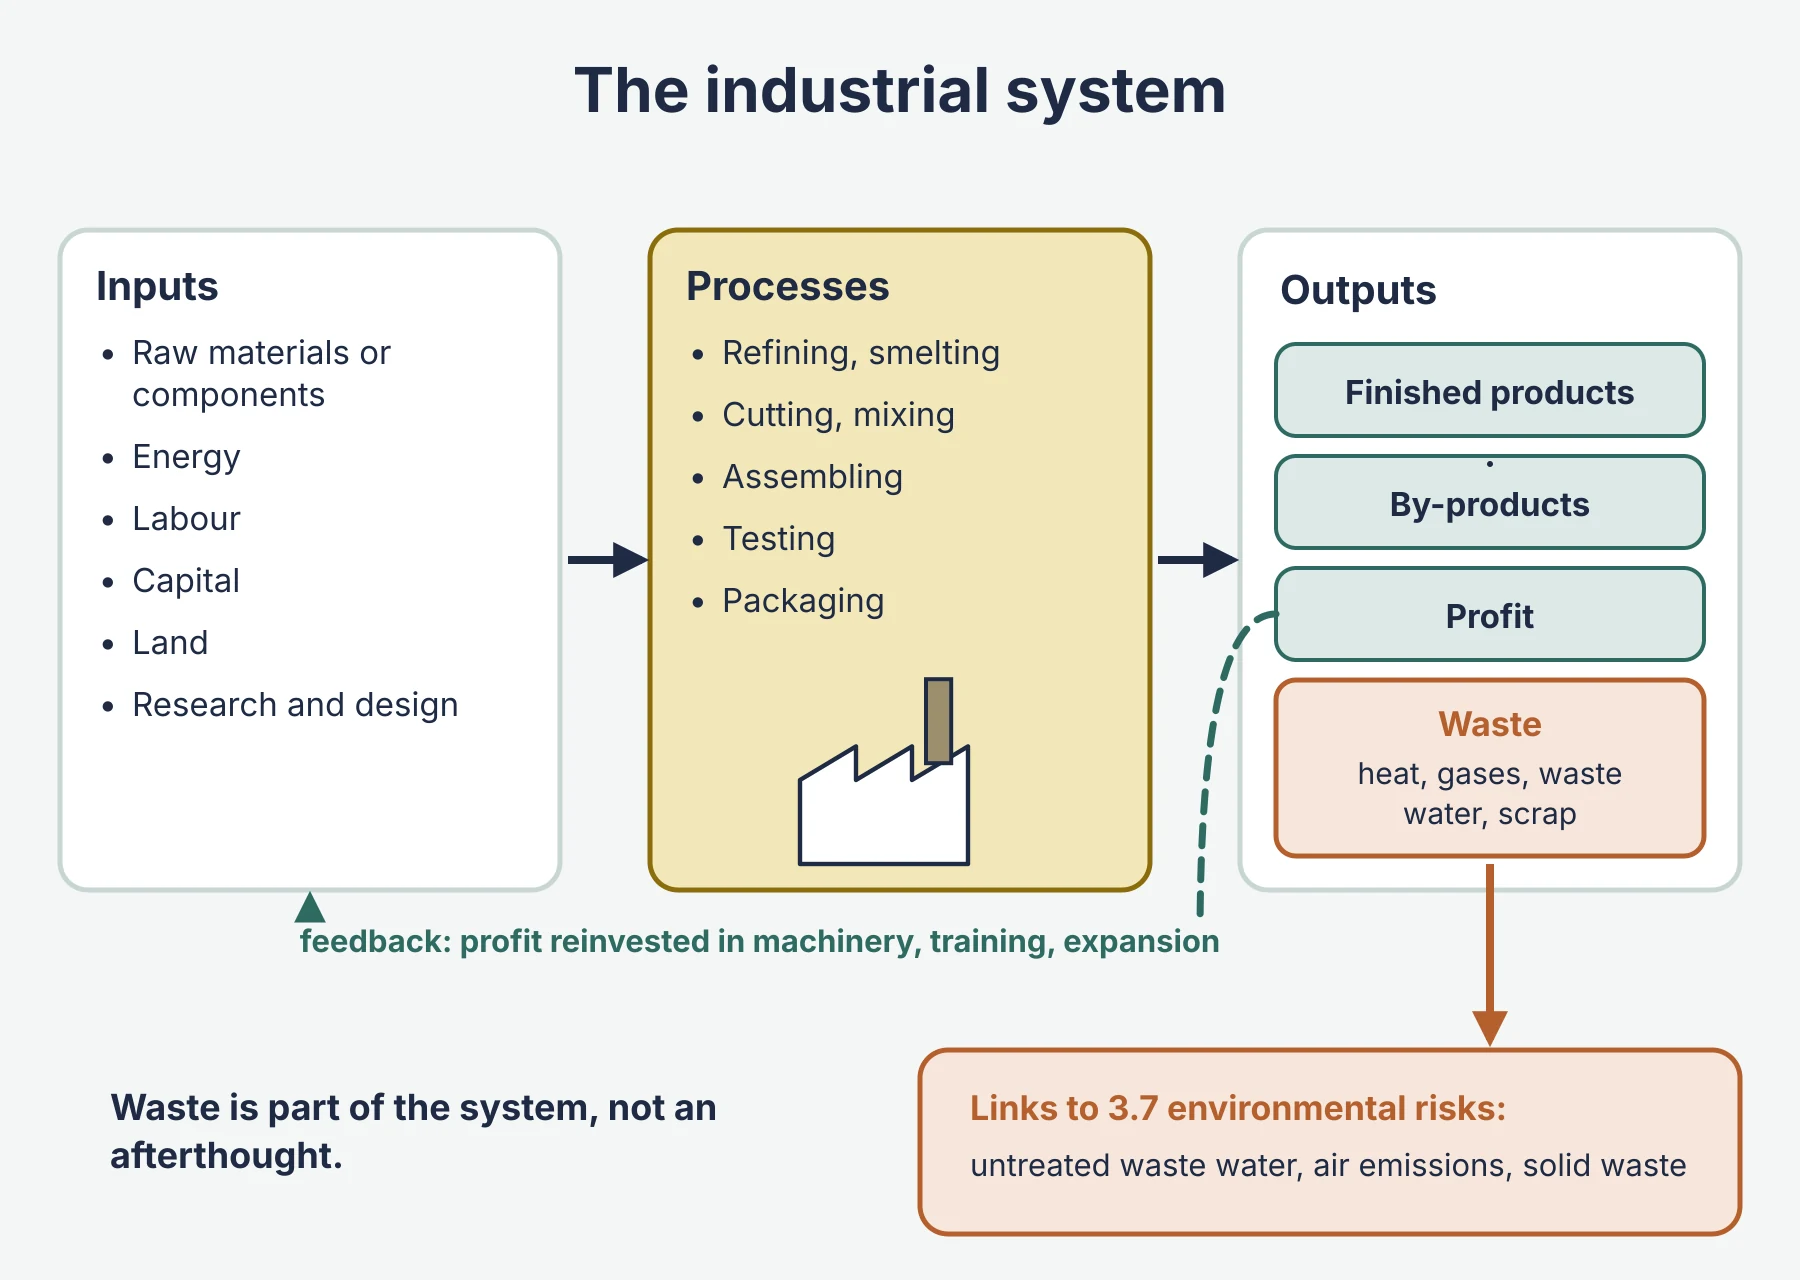 The industrial system
Inputs
• Raw materials or
components
• Energy
• Labour
• Capital
• Land
• Research and design
Processes
• Refining, smelting
• Cutting, mixing
• Assembling
• Testing
• Packaging
Outputs
Finished products
By-products
Profit
Waste
heat, gases, waste
water, scrap
feedback: profit reinvested in machinery, training, expansion
Waste is part of the system, not an
afterthought.
Links to 3.7 environmental risks:
untreated waste water, air emissions, solid waste